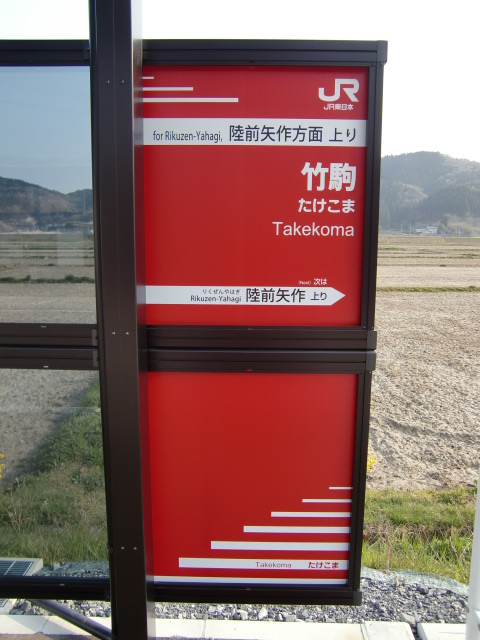 JR
JR東日本
for Rikuzen-Yahagi, 陸前矢作方面 上り
竹駒
たけこま
Takekoma
(Next) 次は
りくぜんやはぎ
Rikuzen-Yahagi 陸前矢作 上り
Takekoma たけこま